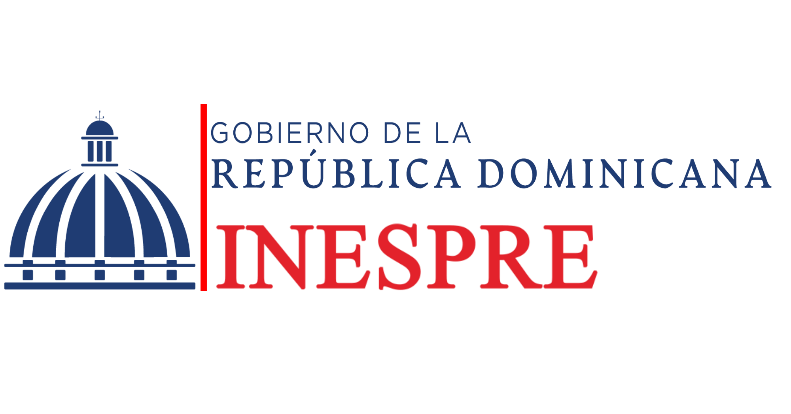 GOBIERNO DE LA
REPÚBLICA DOMINICANA
INESPRE